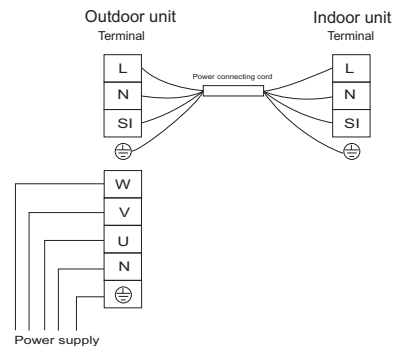 Outdoor unit
Terminal
Indoor unit
Terminal
Power connecting cord
L
N
SI
L
N
SI
W
V
U
N
Power supply